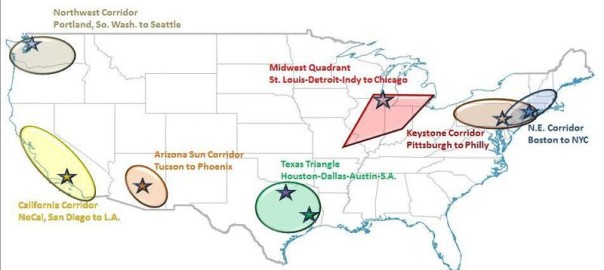 Northwest Corridor
Portland, So. Wash. to Seattle
Midwest Quadrant
St. Louis-Detroit-Indy to Chicago
Keystone Corridor
Pittsburgh to Philly
N.E. Corridor
Boston to NYC
Arizona Sun Corridor
Tucson to Phoenix
Texas Triangle
Houston-Dallas-Austin-S.A.
California Corridor
NoCal, San Diego to L.A.